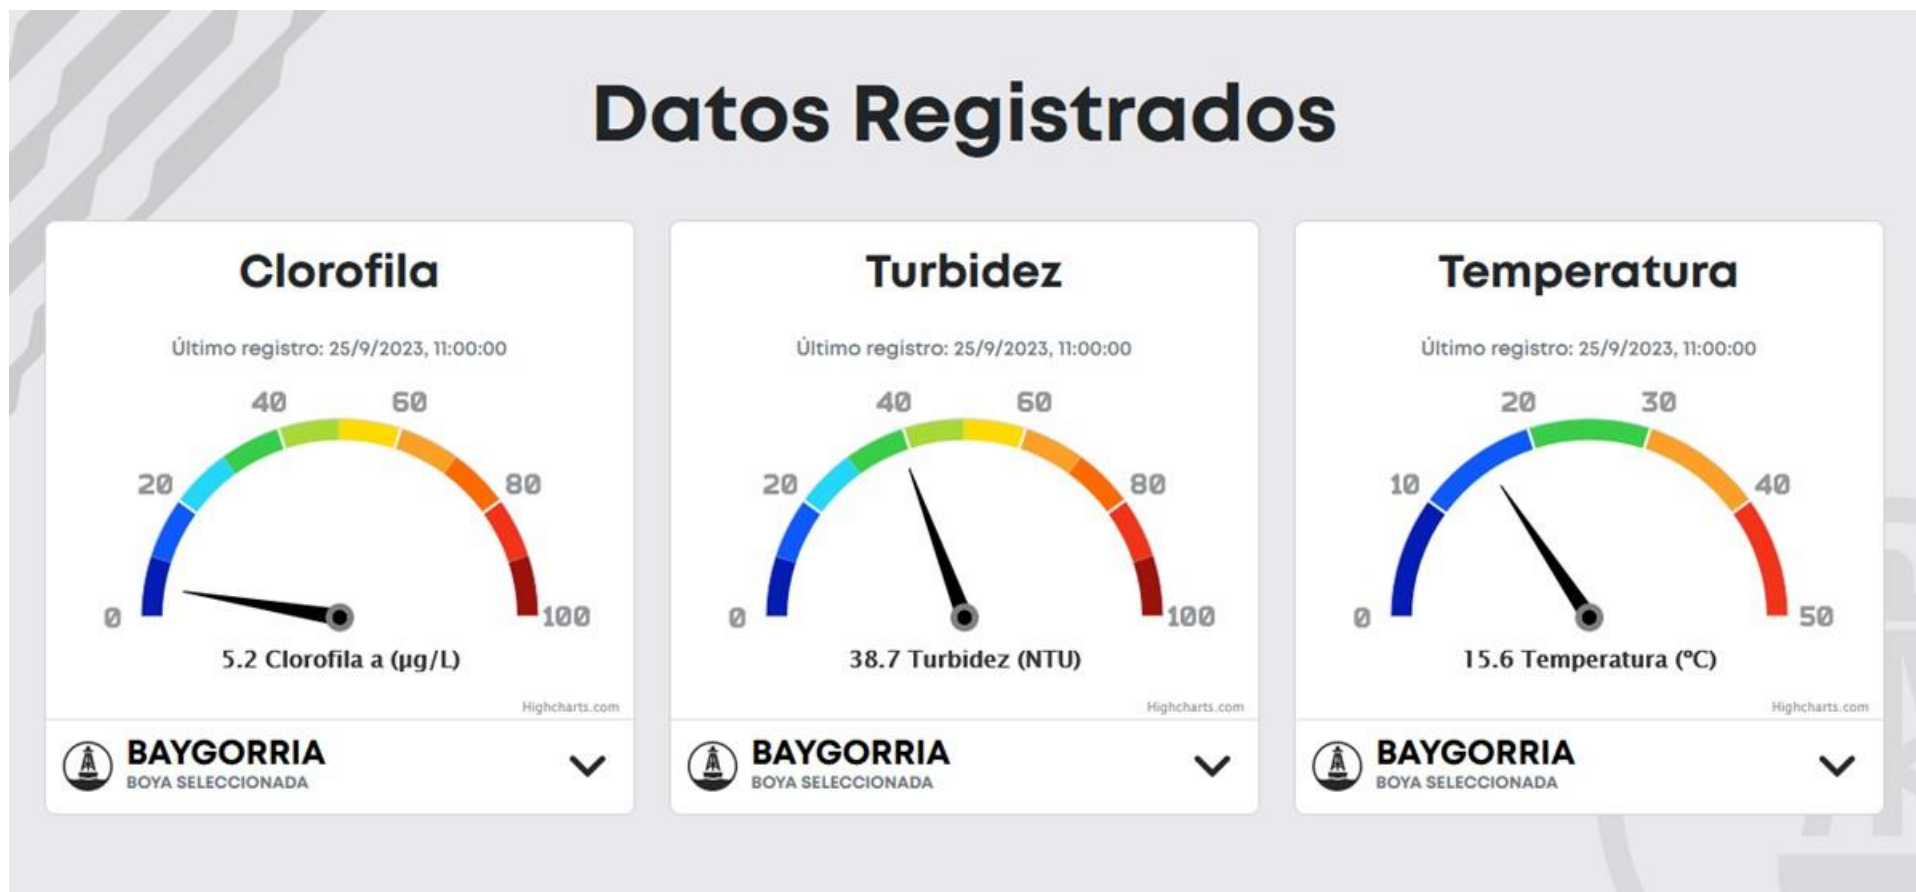 Datos Registrados
Clorofila
Último registro: 25/9/2023, 11:00:00
0
20
40
60
80
100
5.2 Clorofila a (µg/L)
Highcharts.com
BAYGORRIA
BOYA SELECCIONADA
Turbidez
Último registro: 25/9/2023, 11:00:00
0
20
40
60
80
100
38.7 Turbidez (NTU)
Highcharts.com
BAYGORRIA
BOYA SELECCIONADA
Temperatura
Último registro: 25/9/2023, 11:00:00
0
10
20
30
40
50
15.6 Temperatura (ºC)
Highcharts.com
BAYGORRIA
BOYA SELECCIONADA